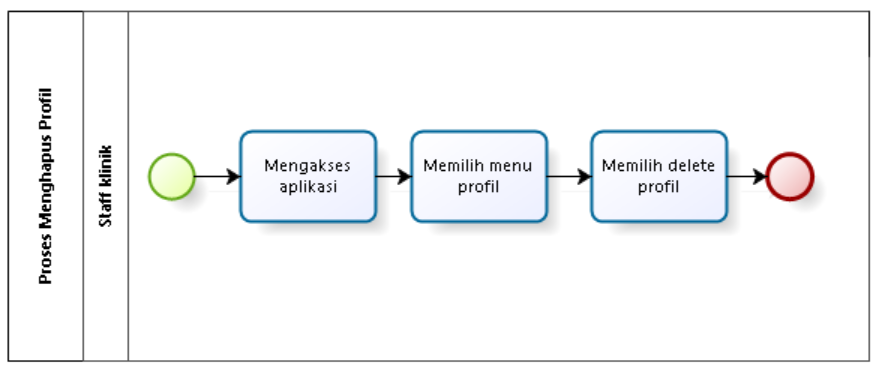 Proses Menghapus Profil
Staff klinik
Mengakses
aplikasi
Memilih menu
profil
Memilih delete
profil